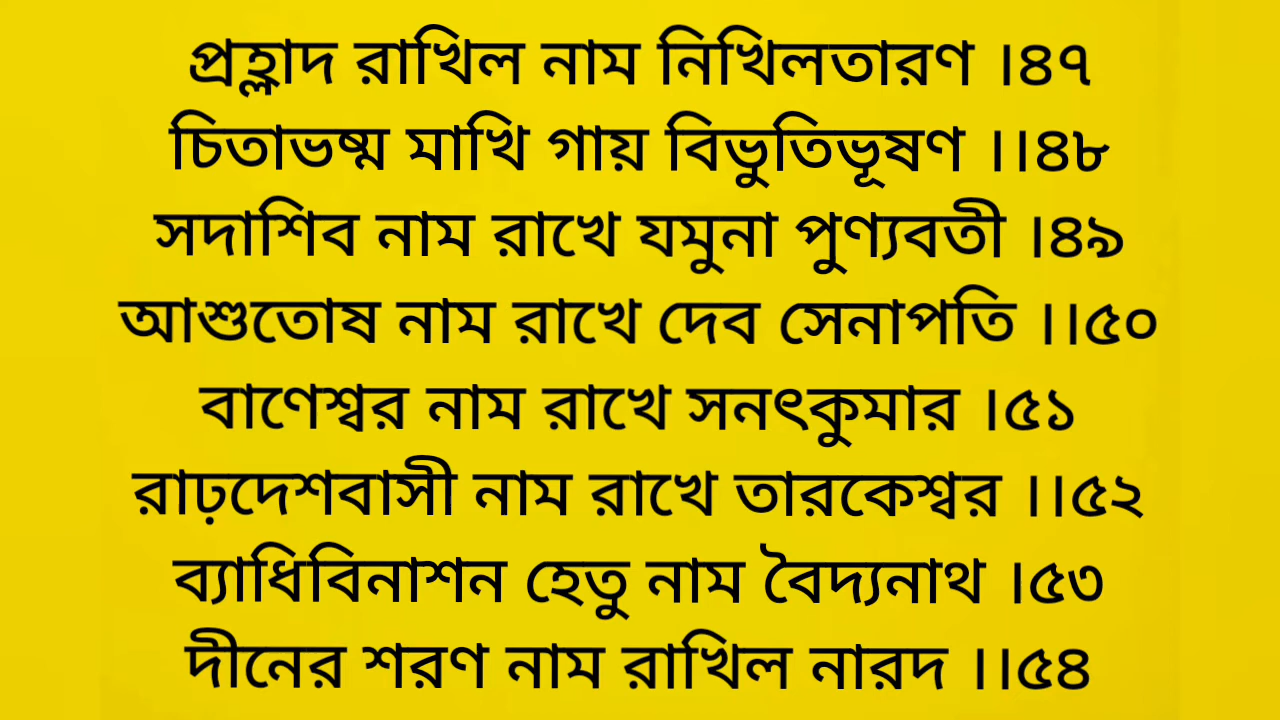 প্রহ্লাদ রাখিল নাম নিখিলতারণ ।৪৭
চিতাভষ্ম মাখি গায় বিভুতিভূষণ ।।৪৮
সদাশিব নাম রাখে যমুনা পুণ্যবতী ।৪৯
আশুতোষ নাম রাখে দেব সেনাপতি ।।৫০
বাণেশ্বর নাম রাখে সনৎকুমার ।৫১
রাঢ়দেশবাসী নাম রাখে তারকেশ্বর ।।৫২
ব্যাধিবিনাশন হেতু নাম বৈদ্যনাথ ।৫৩
দীনের শরণ নাম রাখিল নারদ ।।৫৪